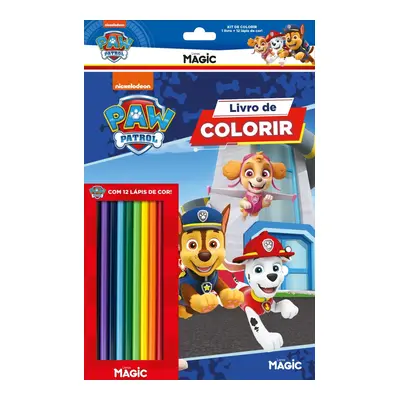 PAW
PATROL
KIT DE COLORIR
1 livro + 12 lápis de cor!
MAGIC
nickelodeon
PAW
PATROL
Livro de
COLORIR
COM 12 LÁPIS DE COR!
MAGIC
MAGIC